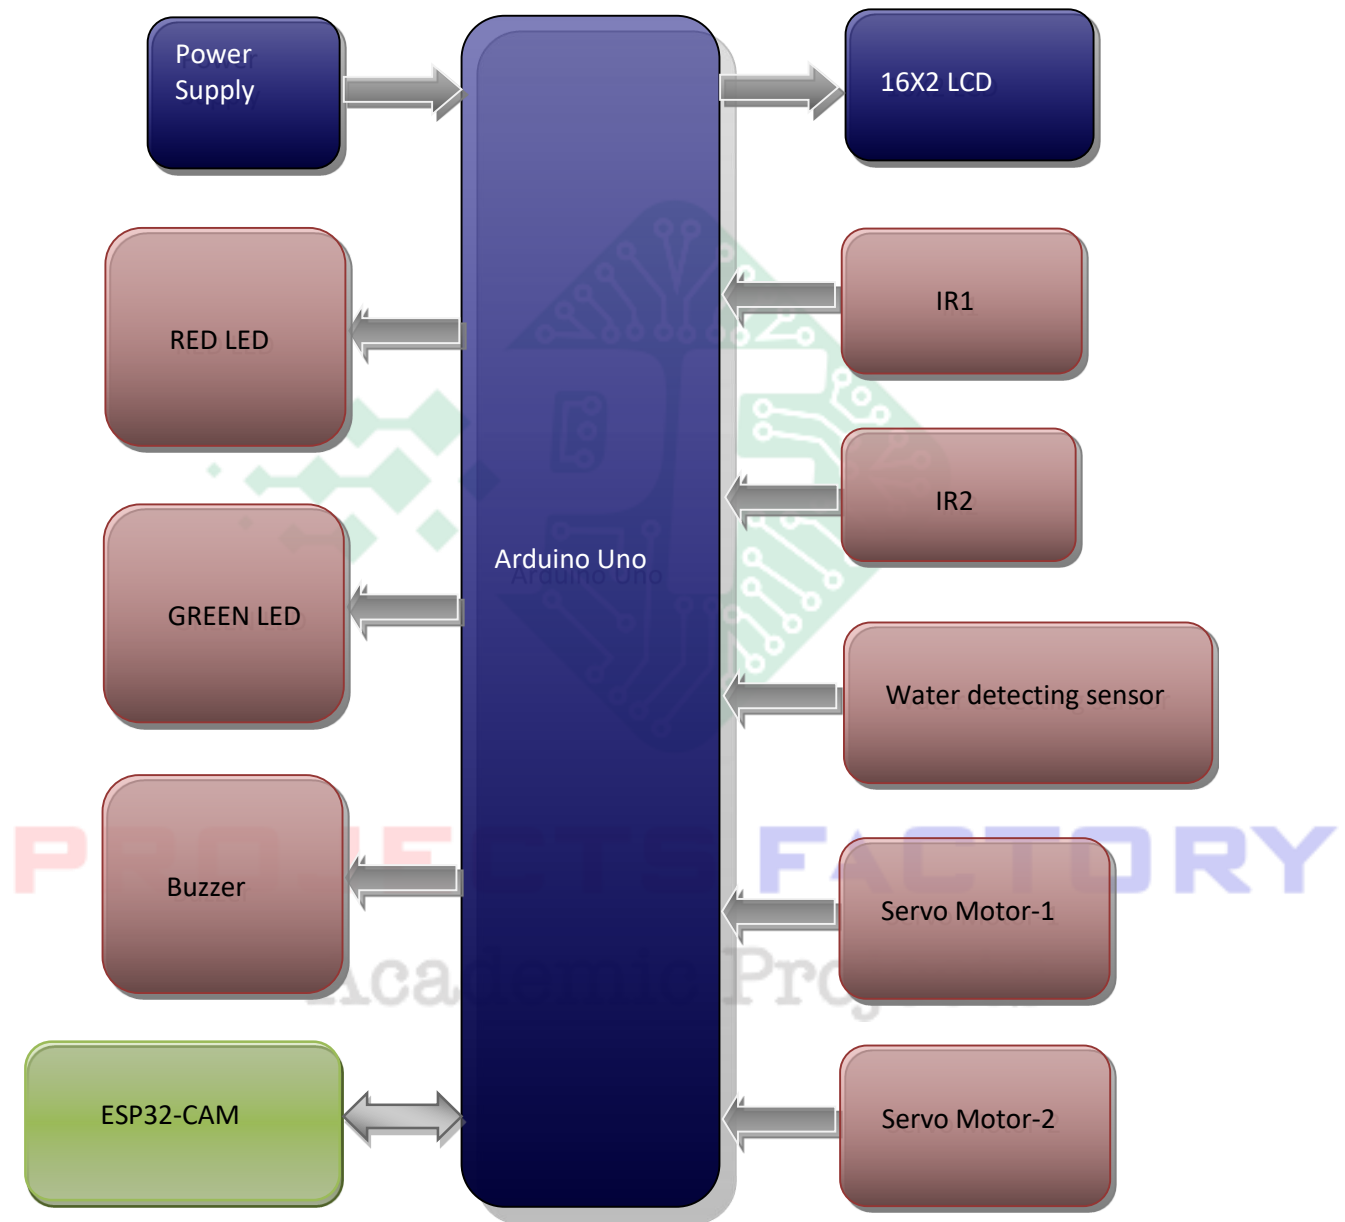 Power
Supply
16X2 LCD
RED LED
IR1
IR2
Arduino Uno
GREEN LED
Water detecting sensor
PROJECTS FACTORY
Buzzer
Servo Motor-1
Academic
ESP32-CAM
Servo Motor-2